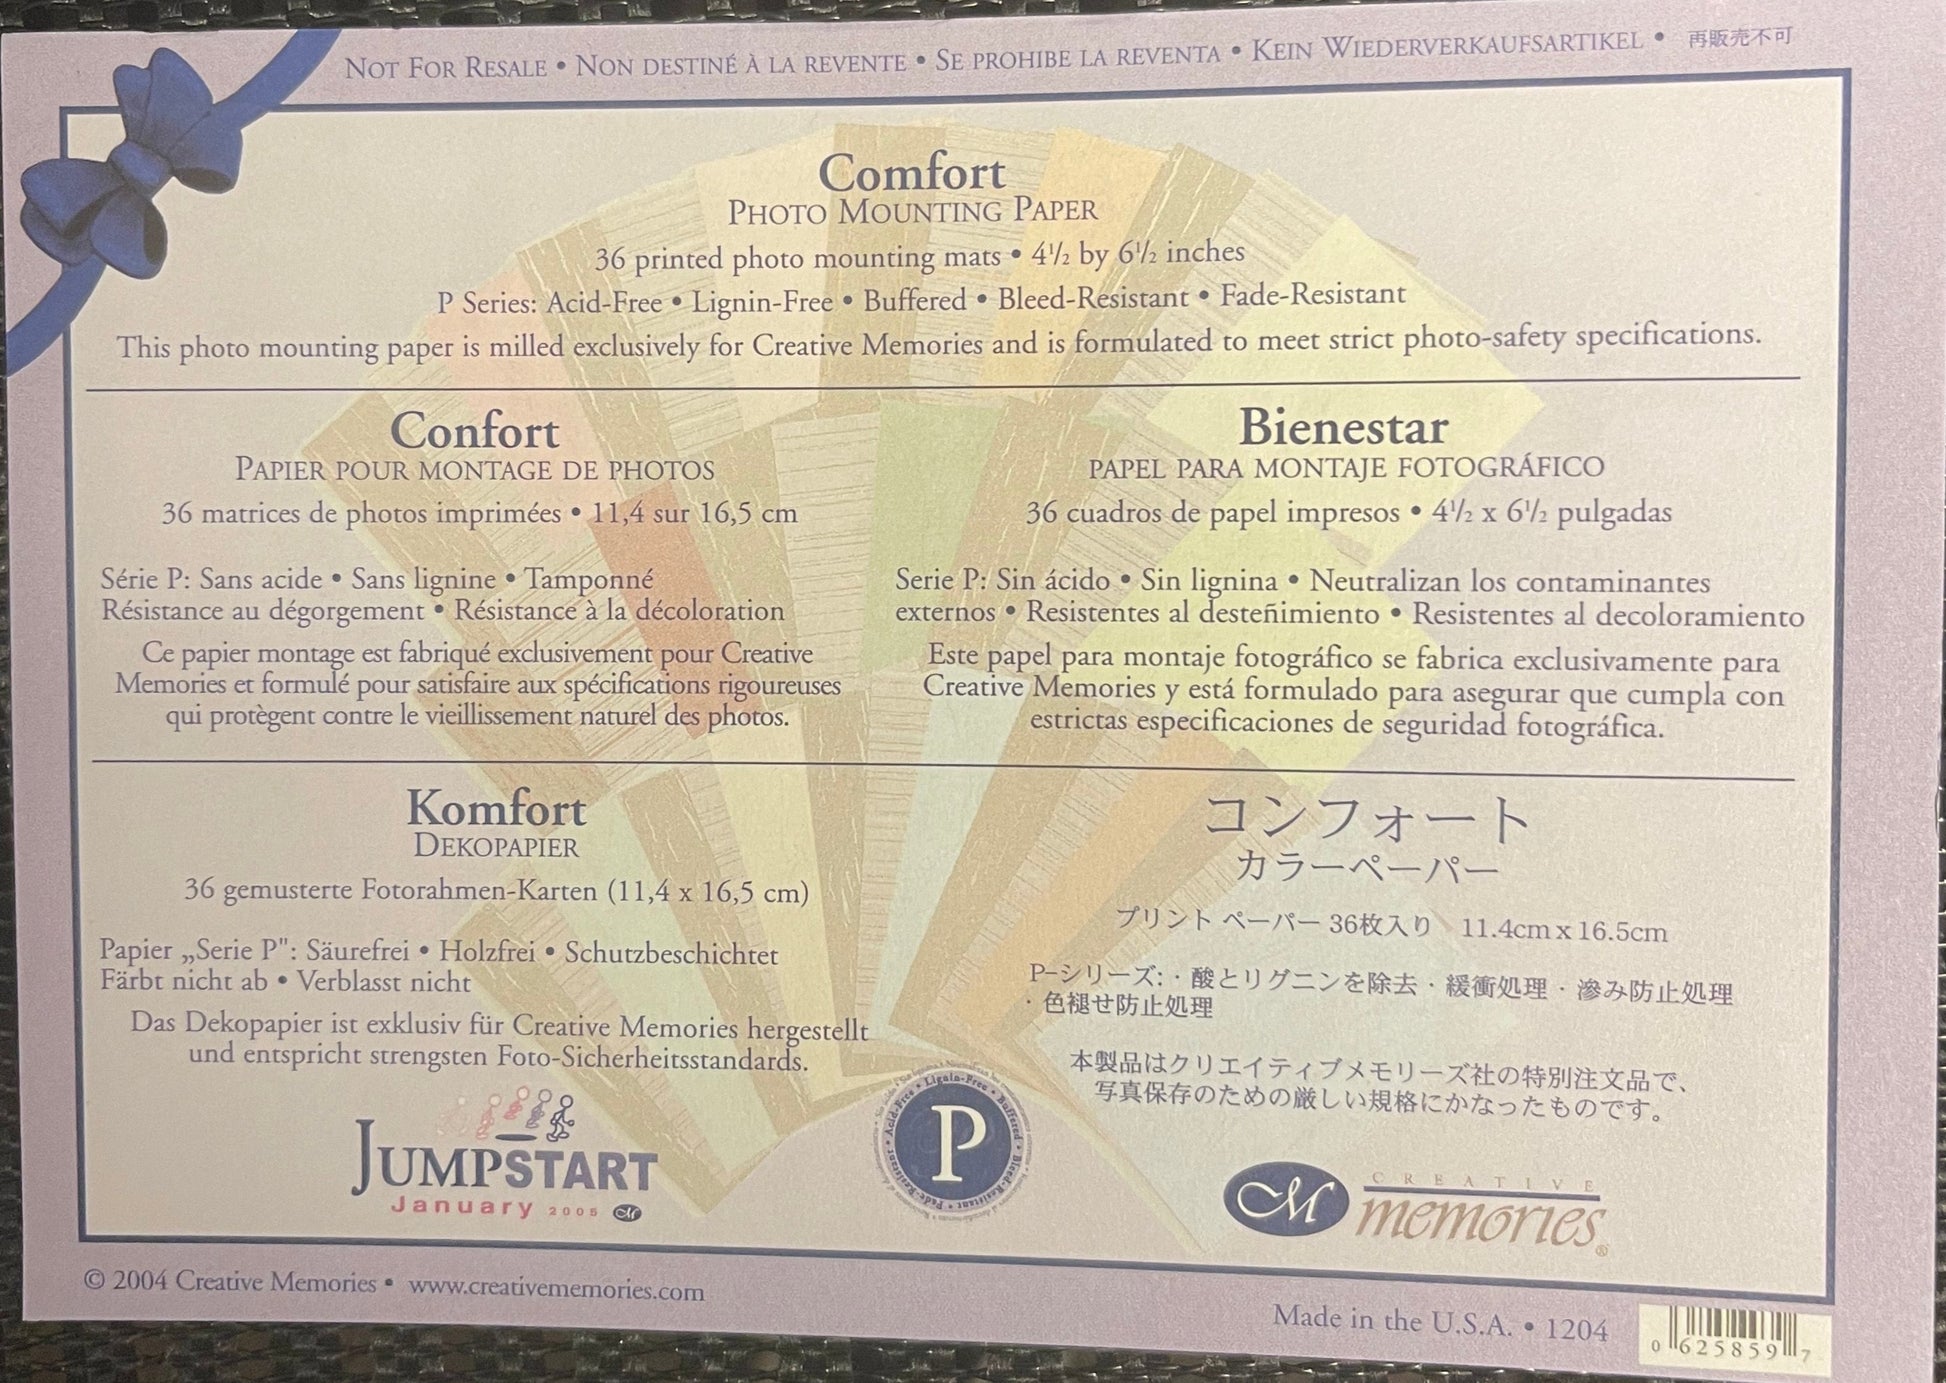 NOT FOR RESALE • NON DESTINÉ À LA REVENTE • SE PROHIBE LA REVENTA • KEIN WIEDERVERKAUFSARTIKEL • 再販売不可
Comfort
PHOTO MOUNTING PAPER
36 printed photo mounting mats • 4½ by 6½ inches
P Series: Acid-Free • Lignin-Free • Buffered • Bleed-Resistant • Fade-Resistant
This photo mounting paper is milled exclusively for Creative Memories and is formulated to meet strict photo-safety specifications.
Confort
PAPIER POUR MONTAGE DE PHOTOS
36 matrices de photos imprimées • 11,4 sur 16,5 cm
Série P: Sans acide • Sans lignine • Tamponné
Résistance au dégorgement • Résistance à la décoloration
Ce papier montage est fabriqué exclusivement pour Creative
Memories et formulé pour satisfaire aux spécifications rigoureuses
qui protègent contre le vieillissement naturel des photos.
Bienestar
PAPEL PARA MONTAJE FOTOGRÁFICO
36 cuadros de papel impresos • 4½ x 6½ pulgadas
Serie P: Sin ácido • Sin lignina • Neutralizan los contaminantes
externos • Resistentes al desteñimiento • Resistentes al decoloramiento
Este papel para montaje fotográfico se fabrica exclusivamente para
Creative Memories y está formulado para asegurar que cumpla con
estrictas especificaciones de seguridad fotográfica.
Komfort
DEKOPAPIER
36 gemusterte Fotorahmen-Karten (11,4 x 16,5 cm)
Papier „Serie P": Säurefrei • Holzfrei • Schutzbeschichtet
Färbt nicht ab • Verblasst nicht
Das Dekopapier ist exklusiv für Creative Memories hergestellt
und entspricht strengsten Foto-Sicherheitsstandards.
コンフォート
カラーペーパー
プリント ペーパー 36枚入り 11.4cm x 16.5cm
P-シリーズ: · 酸とリグニンを除去 · 緩衝処理 · 滲み防止処理
· 色褪せ防止処理
本製品はクリエイティブメモリーズ社の特別注文品で、
写真保存のための厳しい規格にかなったものです。
JUMPSTART
January 2005 CM
P
Acid-Free • Lignin-Free • Buffered • Bleed-Resistant • Fade-Resistant •
CM
CREATIVE
memories®
© 2004 Creative Memories • www.creativememories.com
Made in the U.S.A. • 1204
0 625859 7